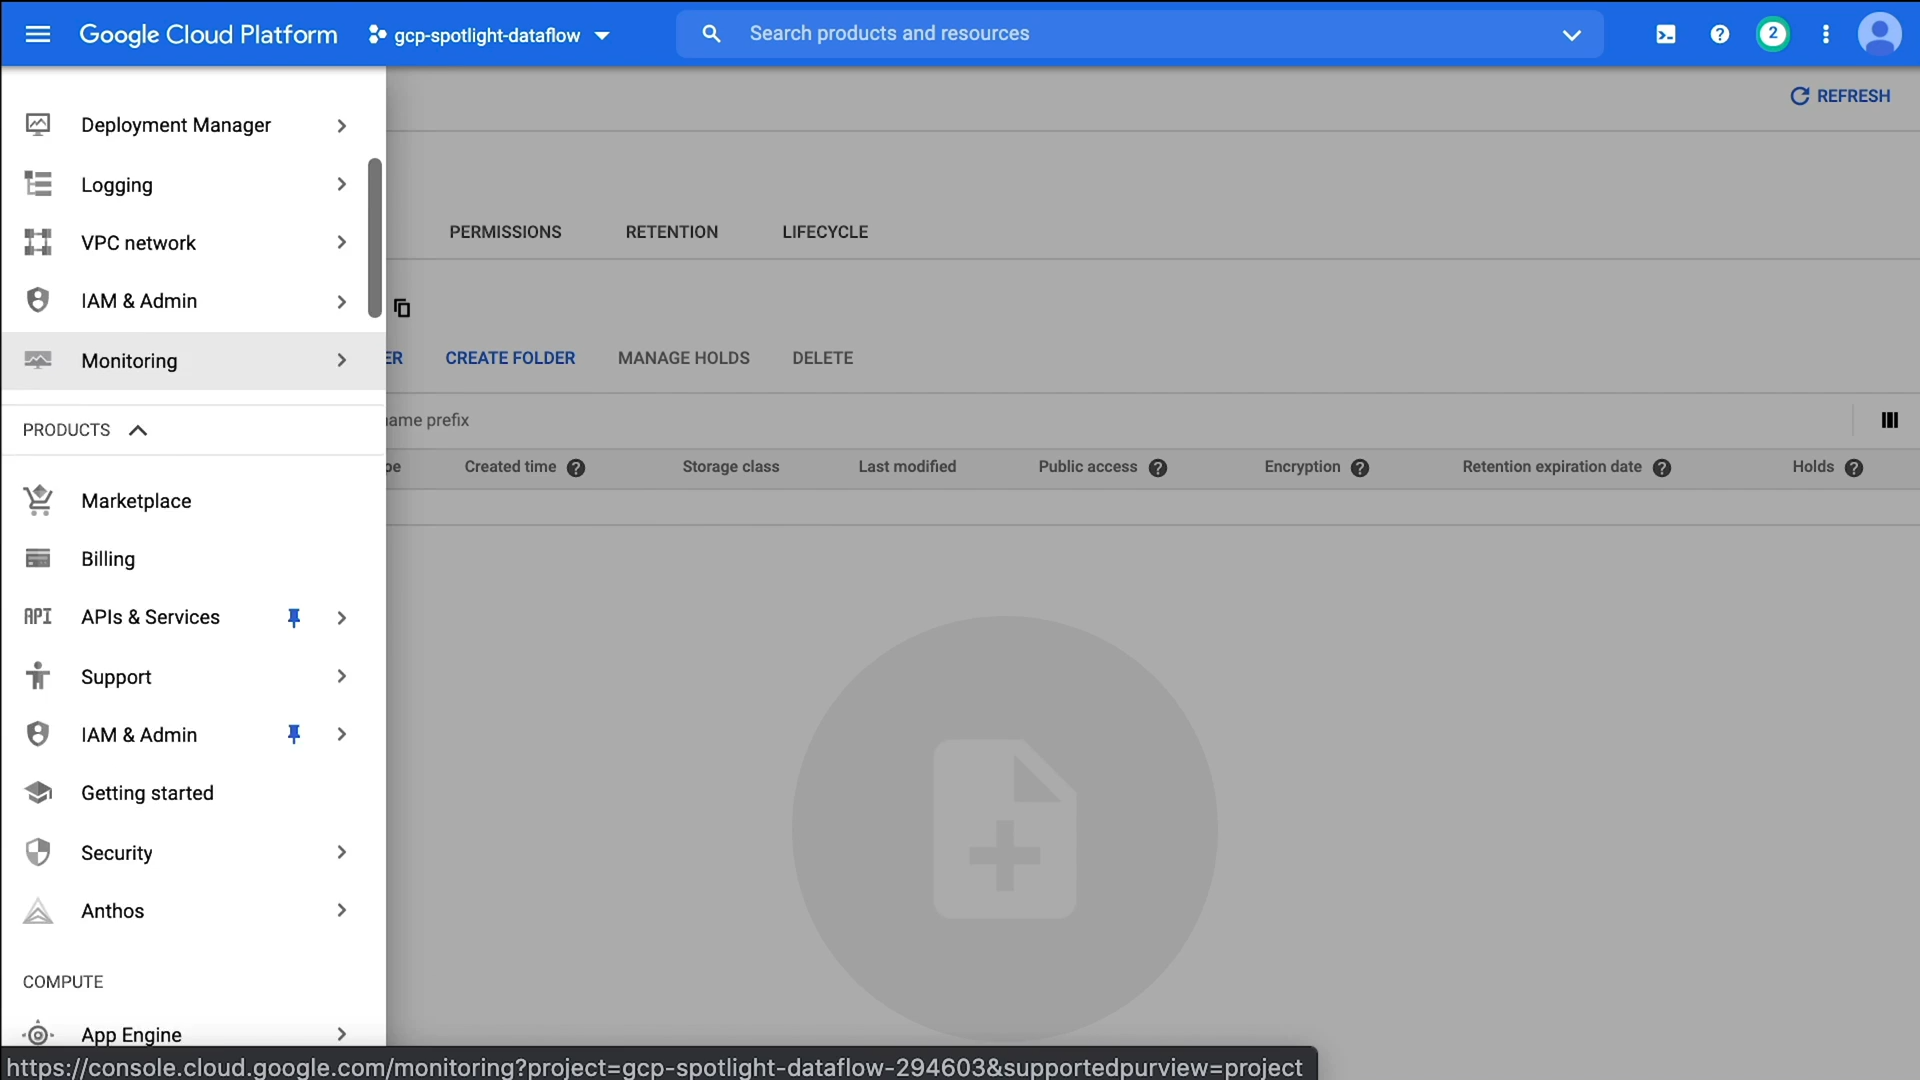 Google Cloud Platform
gcp-spotlight-dataflow
Search products and resources
2
REFRESH
Deployment Manager
Logging
VPC network
IAM & Admin
Monitoring
PRODUCTS
Marketplace
Billing
API APIs & Services
Support
IAM & Admin
Getting started
Security
Anthos
COMPUTE
App Engine
PERMISSIONS RETENTION LIFECYCLE
ER CREATE FOLDER MANAGE HOLDS DELETE
ame prefix
pe Created time Storage class Last modified Public access Encryption Retention expiration date Holds
https://console.cloud.google.com/monitoring?project=gcp-spotlight-dataflow-294603&supportedpurview=project